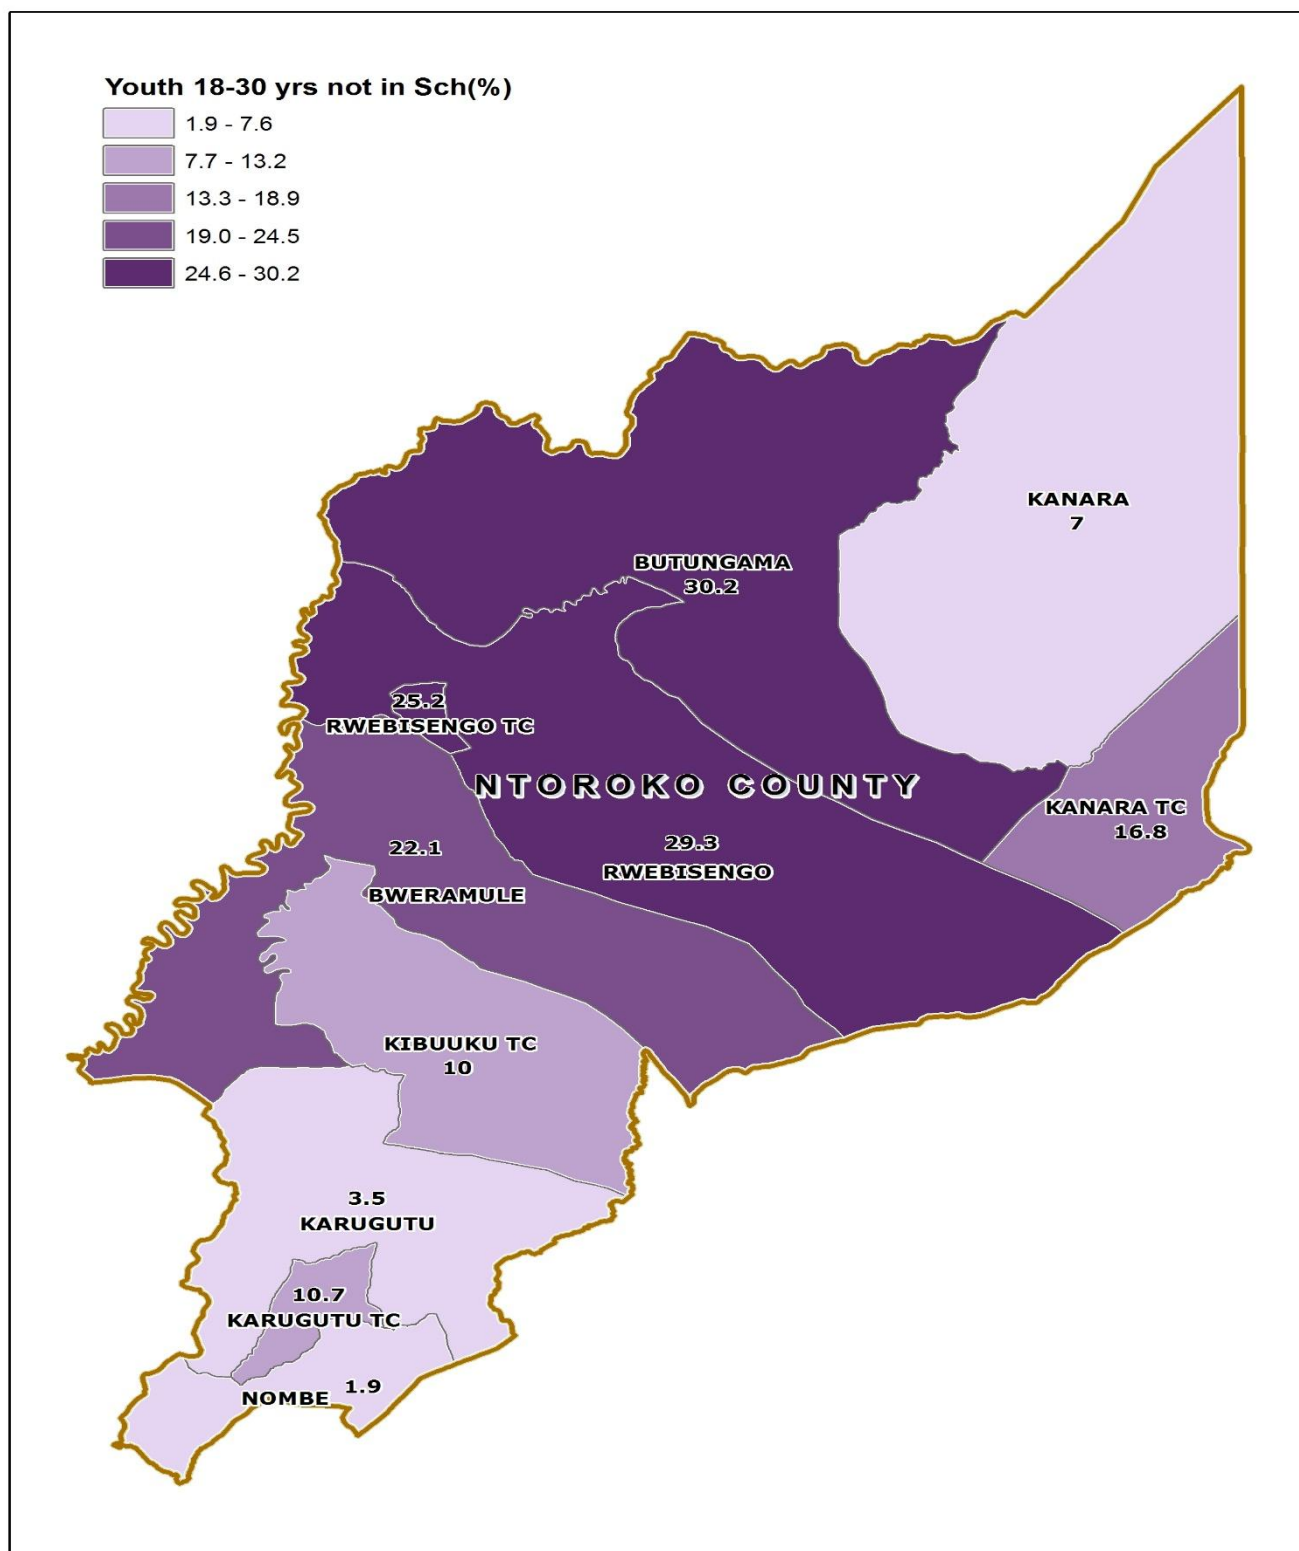 Youth 18-30 yrs not in Sch(%)
1.9 - 7.6
7.7 - 13.2
13.3 - 18.9
19.0 - 24.5
24.6 - 30.2
KANARA
7
BUTUNGAMA
30.2
25.2
RWEBISENGO TC
NTOROKO COUNTY
KANARA TC
16.8
29.3
RWEBISENGO
22.1
BWERAMULE
KIBUUKU TC
10
3.5
KARUGUTU
10.7
KARUGUTU TC
1.9
NOMBE